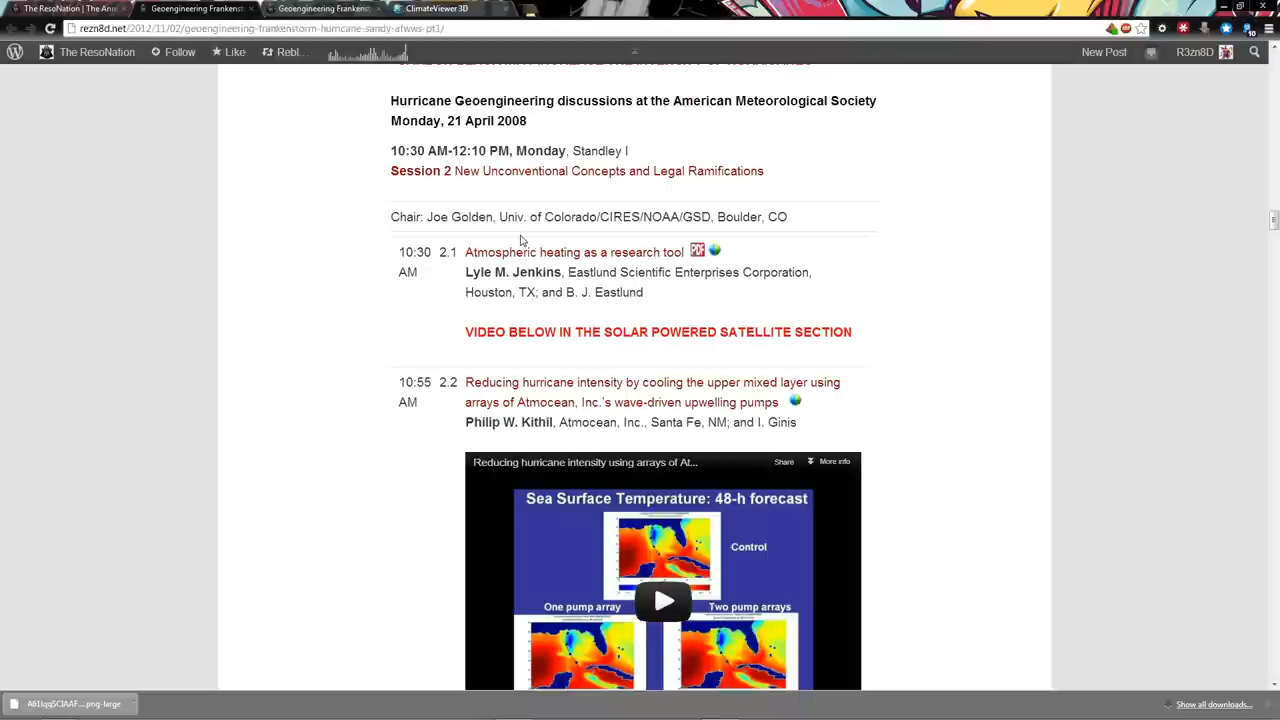 The ResoNation | The Ano
Geoengineering Frankenst
Geoengineering Frankenst
ClimateViewer3D
rezn8d.net/2012/11/02/geoengineering-frankenstorm-hurricane-sandy-afwws-pt1/
The ResoNation Follow Like Rebl... New Post R3zn8D
Hurricane Geoengineering discussions at the American Meteorological Society
Monday, 21 April 2008
10:30 AM-12:10 PM, Monday, Standley I
Session 2 New Unconventional Concepts and Legal Ramifications
Chair: Joe Golden, Univ. of Colorado/CIRES/NOAA/GSD, Boulder, CO
10:30 2.1 Atmospheric heating as a research tool PDF
AM Lyle M. Jenkins, Eastlund Scientific Enterprises Corporation,
Houston, TX; and B. J. Eastlund
VIDEO BELOW IN THE SOLAR POWERED SATELLITE SECTION
10:55 2.2 Reducing hurricane intensity by cooling the upper mixed layer using
AM arrays of Atmocean, Inc.'s wave-driven upwelling pumps
Philip W. Kithil, Atmocean, Inc., Santa Fe, NM; and I. Ginis
Reducing hurricane intensity using arrays of At... Share More info
Sea Surface Temperature: 48-h forecast
Control
One pump array Two pump arrays
Show all downloads...